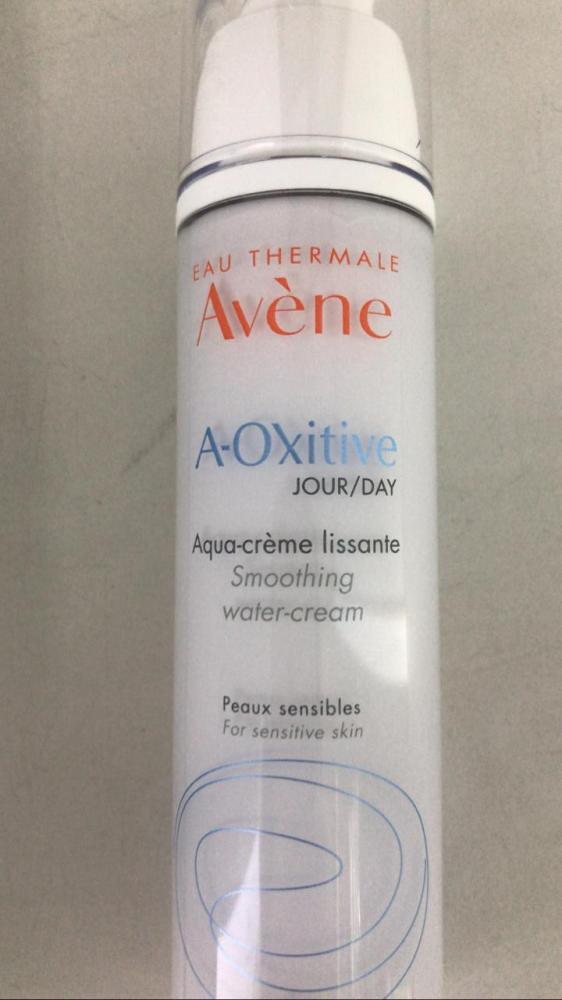 EAU THERMALE
Avène
A-OXitive
JOUR/DAY
Aqua-crème lissante
Smoothing
water-cream
Peaux sensibles
For sensitive skin